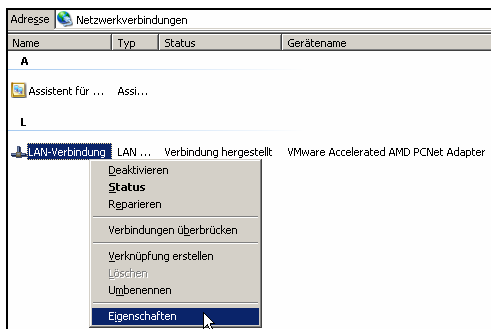 Adresse Netzwerkverbindungen
Name Typ Status Gerätename
A
Assistent für ... Assi...
L
LAN-Verbindung LAN ... Verbindung hergestellt VMware Accelerated AMD PCNet Adapter
Deaktivieren
Status
Reparieren
Verbindungen überbrücken
Verknüpfung erstellen
Löschen
Umbenennen
Eigenschaften